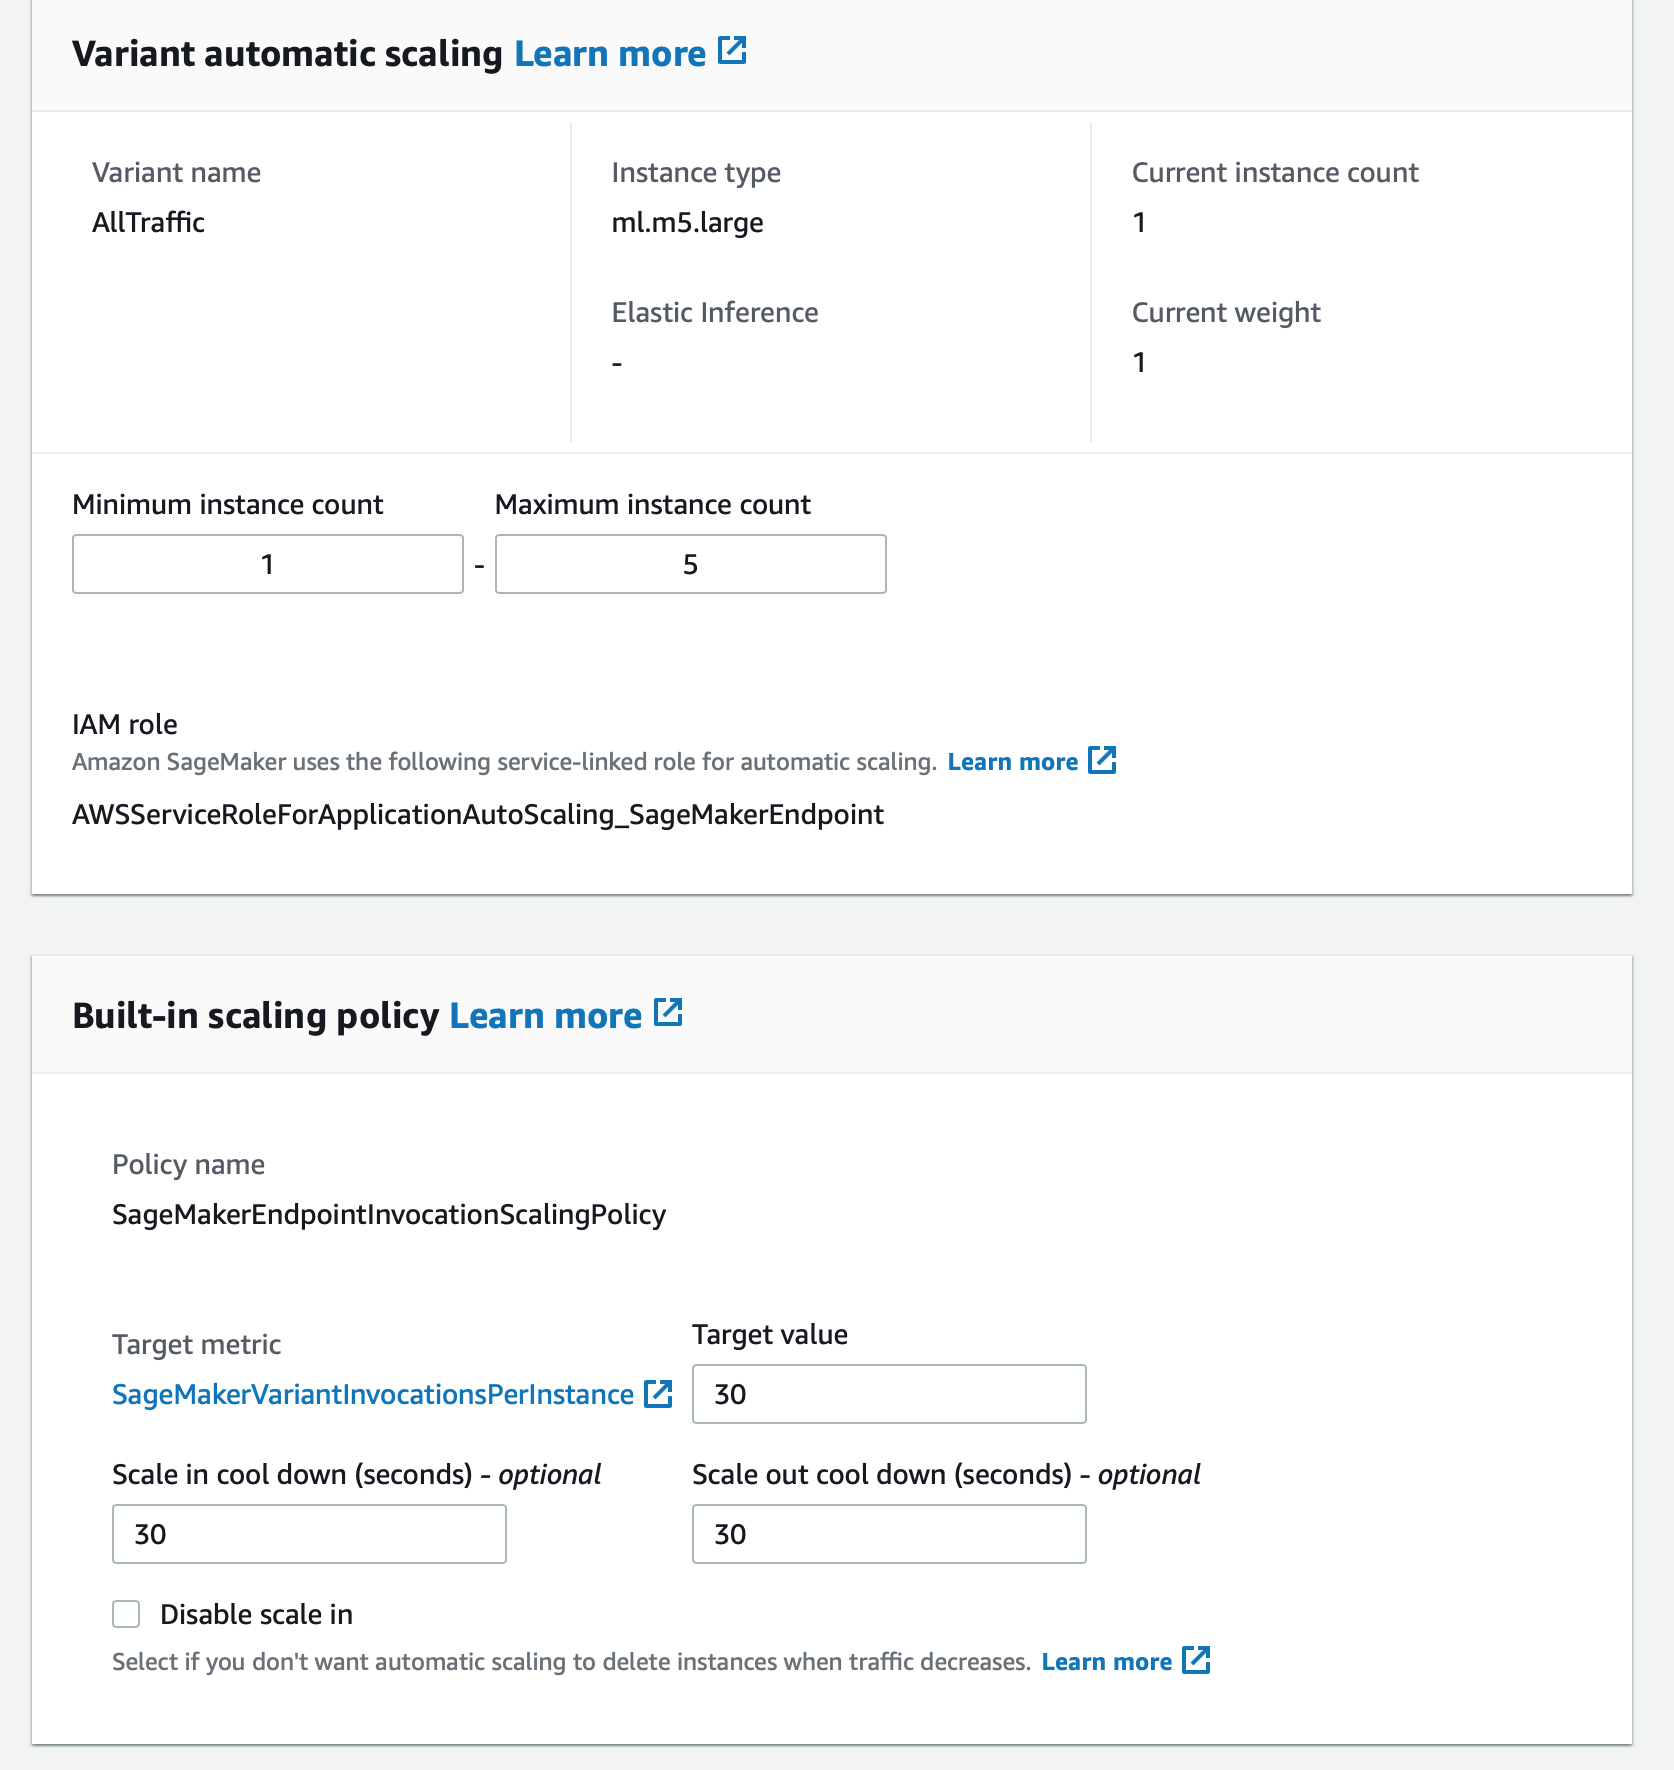 Variant automatic scaling Learn more
Variant name
AllTraffic
Instance type
ml.m5.large
Elastic Inference
-
Current instance count
1
Current weight
1
Minimum instance count
Maximum instance count
1 - 5
IAM role
Amazon SageMaker uses the following service-linked role for automatic scaling. Learn more
AWSServiceRoleForApplicationAutoScaling_SageMakerEndpoint
Built-in scaling policy Learn more
Policy name
SageMakerEndpointInvocationScalingPolicy
Target metric
SageMakerVariantInvocationsPerInstance
Target value
30
Scale in cool down (seconds) - optional
30
Scale out cool down (seconds) - optional
30
Disable scale in
Select if you don't want automatic scaling to delete instances when traffic decreases. Learn more